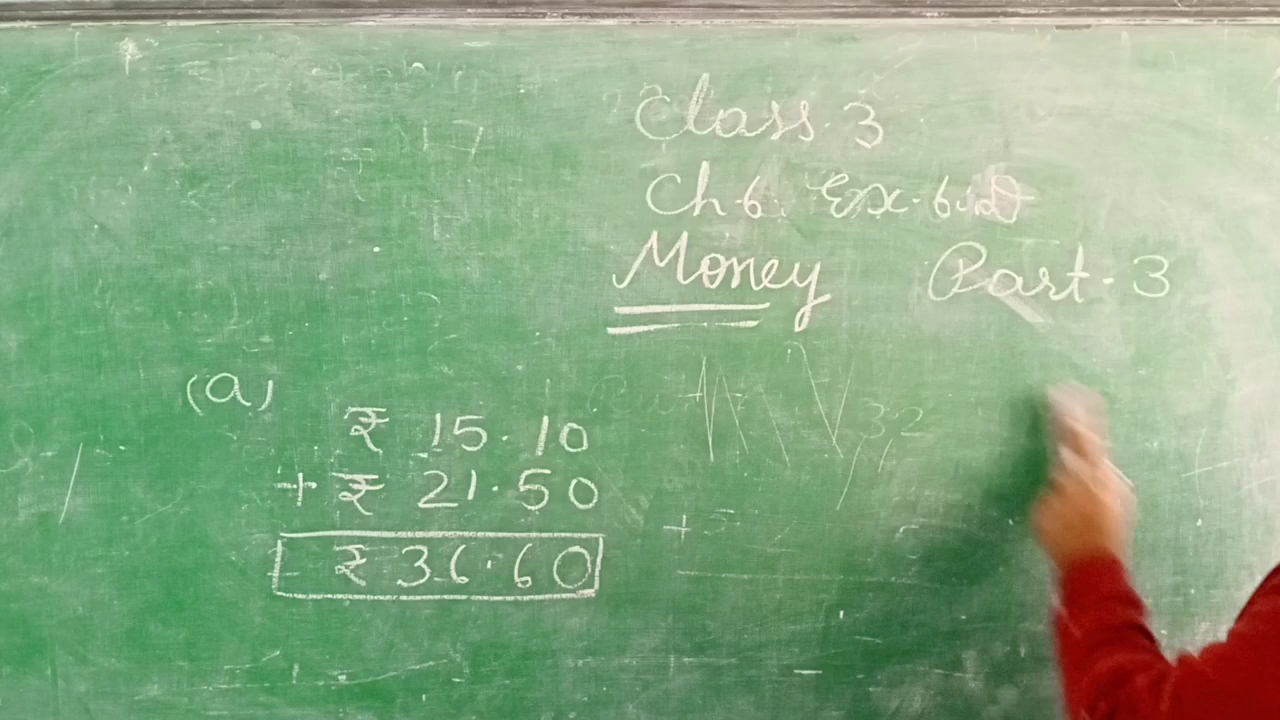 Class. 3
Ch-6. Ex. 6.2
Money Part-3
(a)
₹ 15.10
+ ₹ 21.50
₹ 36.60